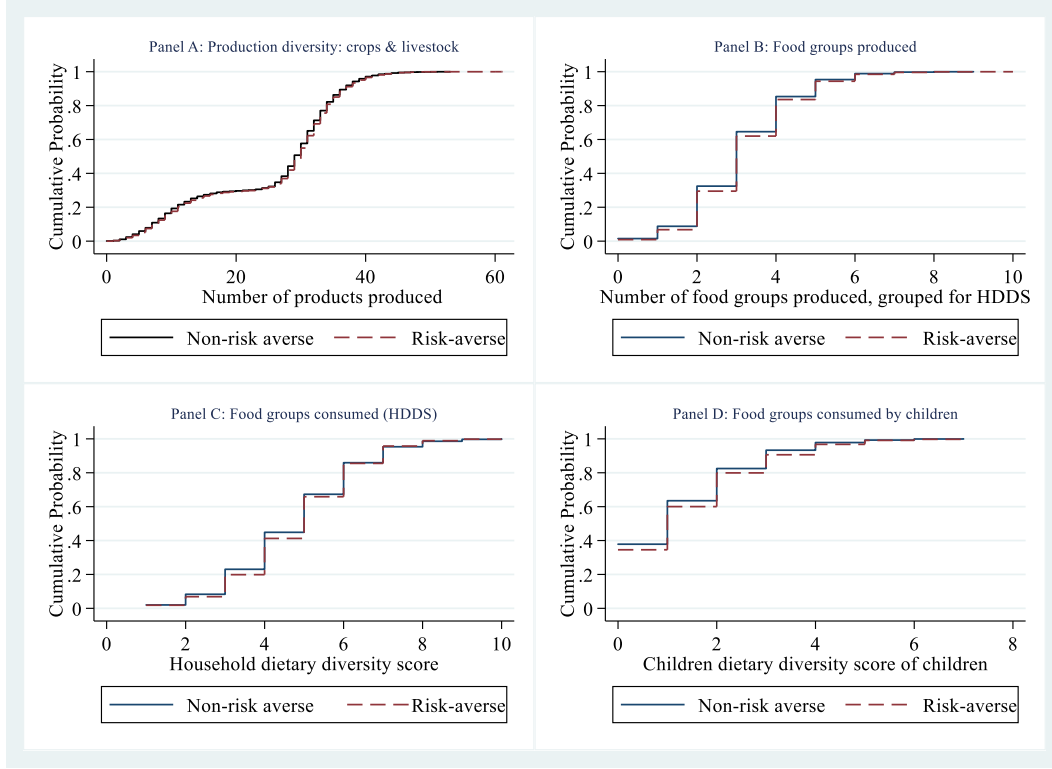 Panel A: Production diversity: crops & livestock
Cumulative Probability
1
.8
.6
.4
.2
0
0 20 40 60
Number of products produced
Non-risk averse Risk-averse
Panel B: Food groups produced
Cumulative Probability
1
.8
.6
.4
.2
0
0 2 4 6 8 10
Number of food groups produced, grouped for HDDS
Non-risk averse Risk-averse
Panel C: Food groups consumed (HDDS)
Cumulative Probability
1
.8
.6
.4
.2
0
0 2 4 6 8 10
Household dietary diversity score
Non-risk averse Risk-averse
Panel D: Food groups consumed by children
Cumulative Probability
1
.8
.6
.4
.2
0
0 2 4 6 8
Children dietary diversity score of children
Non-risk averse Risk-averse